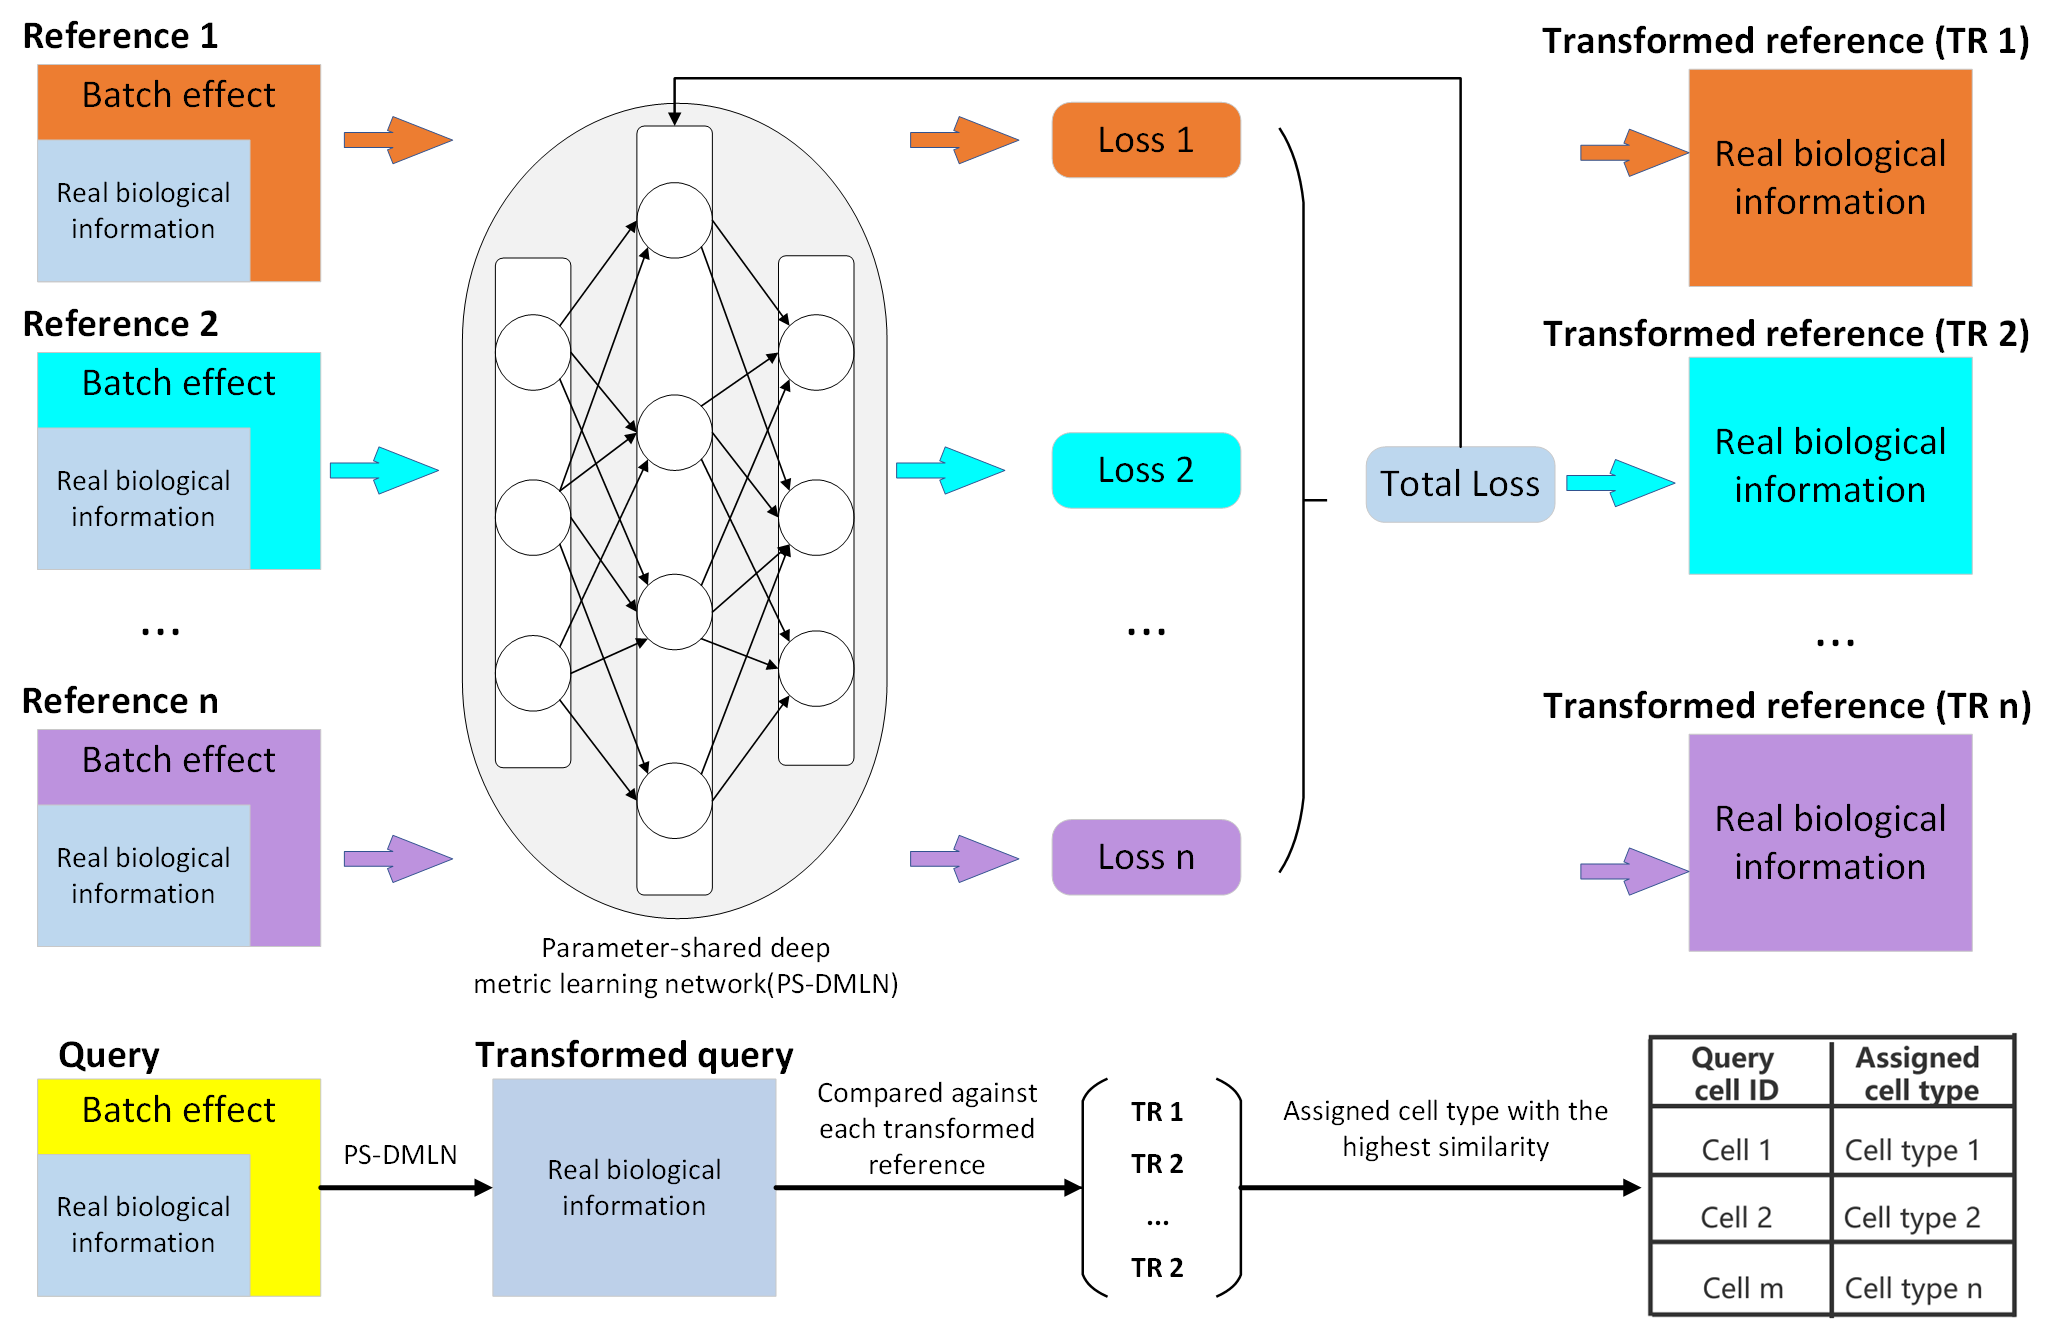 Reference 1
Batch effect
Real biological
information
Reference 2
Batch effect
Real biological
information
...
Reference n
Batch effect
Real biological
information
Parameter-shared deep
metric learning network(PS-DMLN)
Loss 1
Loss 2
...
Loss n
Total Loss
Transformed reference (TR 1)
Real biological
information
Transformed reference (TR 2)
Real biological
information
...
Transformed reference (TR n)
Real biological
information
Query
Batch effect
Real biological
information
PS-DMLN
Transformed query
Real biological
information
Compared against
each transformed
reference
TR 1
TR 2
...
TR 2
Assigned cell type with the
highest similarity
Query cell ID Assigned cell type
Cell 1 Cell type 1
Cell 2 Cell type 2
Cell m Cell type n